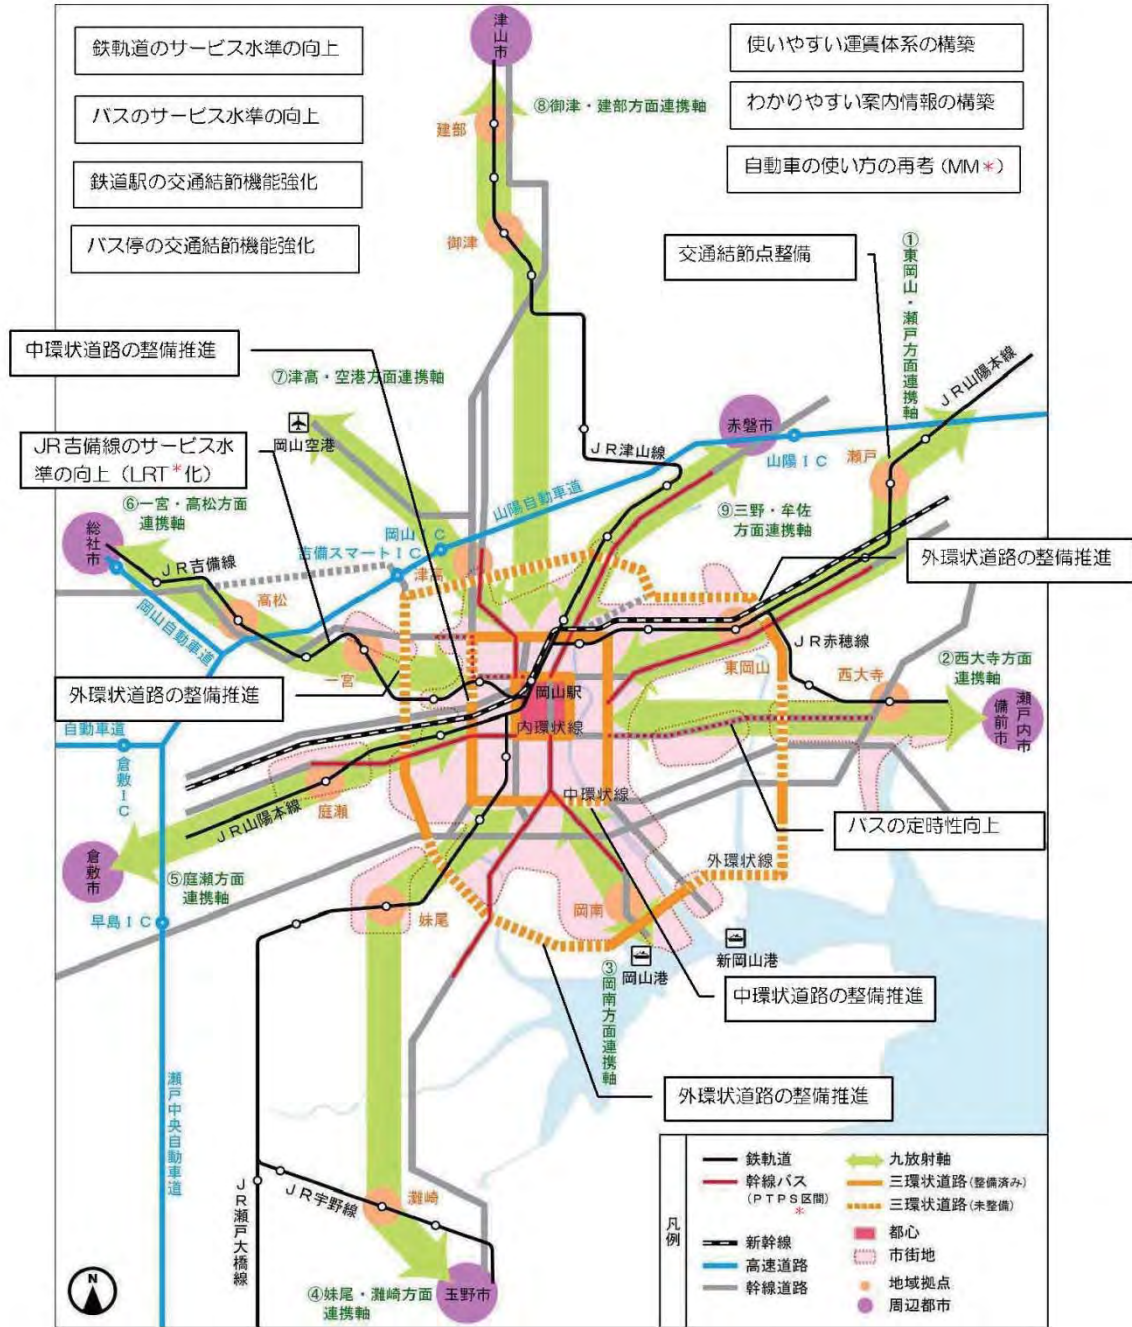 鉄軌道のサービス水準の向上
バスのサービス水準の向上
鉄道駅の交通結節機能強化
バス停の交通結節機能強化
使いやすい運賃体系の構築
わかりやすい案内情報の構築
自動車の使い方の再考（MM＊）
津山市
⑧御津・建部方面連携軸
建部
御津
交通結節点整備
①東岡山・瀬戸方面連携軸
中環状道路の整備推進
⑦津高・空港方面連携軸
岡山空港
JR吉備線のサービス水
準の向上（LRT＊化）
⑥一宮・高松方面
連携軸
総社市
赤磐市
JR津山線
JR山陽本線
山陽IC
瀬戸
山陽自動車道
⑨三野・牟佐
方面連携軸
岡山IC
吉備スマートIC
津高
JR吉備線
高松
岡山自動車道
一宮
外環状道路の整備推進
外環状道路の整備推進
JR赤穂線
東岡山
西大寺
②西大寺方面
連携軸
瀬戸内市
備前市
岡山駅
内環状線
自動車道
倉敷IC
JR山陽本線
庭瀬
中環状線
外環状線
バスの定時性向上
倉敷市
⑤庭瀬方面
連携軸
早島IC
妹尾
岡南
岡山港
新岡山港
③岡南方面連携軸
中環状道路の整備推進
外環状道路の整備推進
瀬戸中央自動車道
JR瀬戸大橋線
JR宇野線
灘崎
④妹尾・灘崎方面
連携軸
玉野市
N
凡例
鉄軌道
幹線バス
（PTPS区間）
＊
新幹線
高速道路
幹線道路
九放射軸
三環状道路(整備済み)
三環状道路(未整備)
都心
市街地
地域拠点
周辺都市